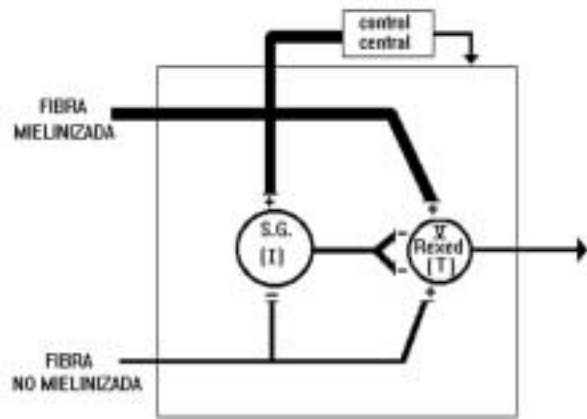 control
central
FIBRA
MIELINIZADA
+
+
S.G.
(I)
-
-
V
Rexed
(T)
=
+
FIBRA
NO MIELINIZADA